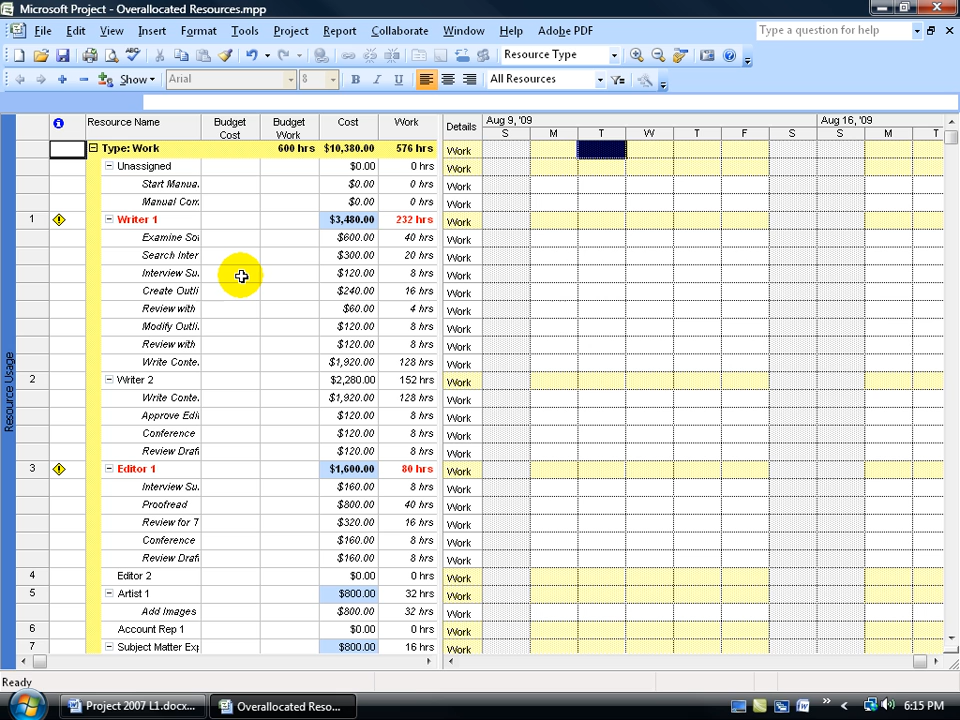 Microsoft Project - Overallocated Resources.mpp
File Edit View Insert Format Tools Project Report Collaborate Window Help Adobe PDF
Type a question for help
Resource Type
Show
Arial 8 All Resources
Resource Name Budget Cost Budget Work Cost Work Details Aug 9, '09 Aug 16, '09
S M T W T F S S M T
Type: Work 600 hrs $10,380.00 576 hrs Work
Unassigned $0.00 0 hrs Work
Start Manua. $0.00 0 hrs Work
Manual Com. $0.00 0 hrs Work
1 Writer 1 $3,480.00 232 hrs Work
Examine Sou $600.00 40 hrs Work
Search Inter $300.00 20 hrs Work
Interview Su. $120.00 8 hrs Work
Create Outli $240.00 16 hrs Work
Review with $60.00 4 hrs Work
Modify Outli. $120.00 8 hrs Work
Review with $120.00 8 hrs Work
Write Conte. $1,920.00 128 hrs Work
2 Writer 2 $2,280.00 152 hrs Work
Write Conte. $1,920.00 128 hrs Work
Approve Edi $120.00 8 hrs Work
Conference $120.00 8 hrs Work
Review Draf $120.00 8 hrs Work
3 Editor 1 $1,600.00 80 hrs Work
Interview Su. $160.00 8 hrs Work
Proofread $800.00 40 hrs Work
Review for 7 $320.00 16 hrs Work
Conference $160.00 8 hrs Work
Review Draf $160.00 8 hrs Work
4 Editor 2 $0.00 0 hrs Work
5 Artist 1 $800.00 32 hrs Work
Add Images $800.00 32 hrs Work
6 Account Rep 1 $0.00 0 hrs Work
7 Subject Matter Exp $800.00 16 hrs Work
Resource Usage
Ready
Project 2007 L1.docx... Overallocated Reso... 6:15 PM